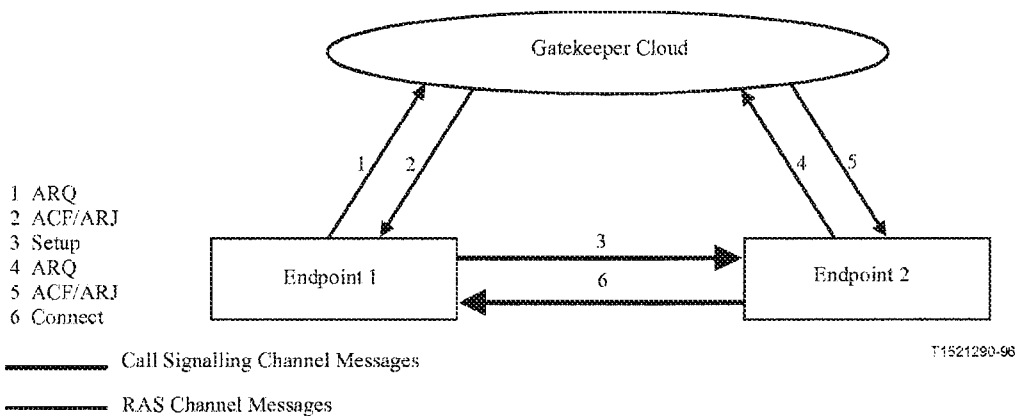 Gatekeeper Cloud
1
2
4
5
1 ARQ
2 ACF/ARJ
3 Setup
4 ARQ
5 ACF/ARJ
6 Connect
Endpoint 1
3
6
Endpoint 2
T1521290-96
Call Signalling Channel Messages
RAS Channel Messages